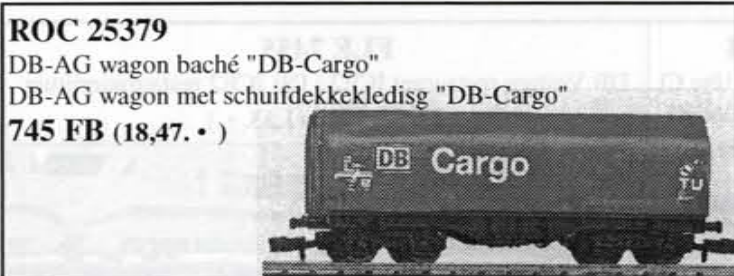 ROC 25379
DB-AG wagon baché "DB-Cargo"
DB-AG wagon met schuifdekkekledisg "DB-Cargo"
745 FB (18,47. • )
DB Cargo